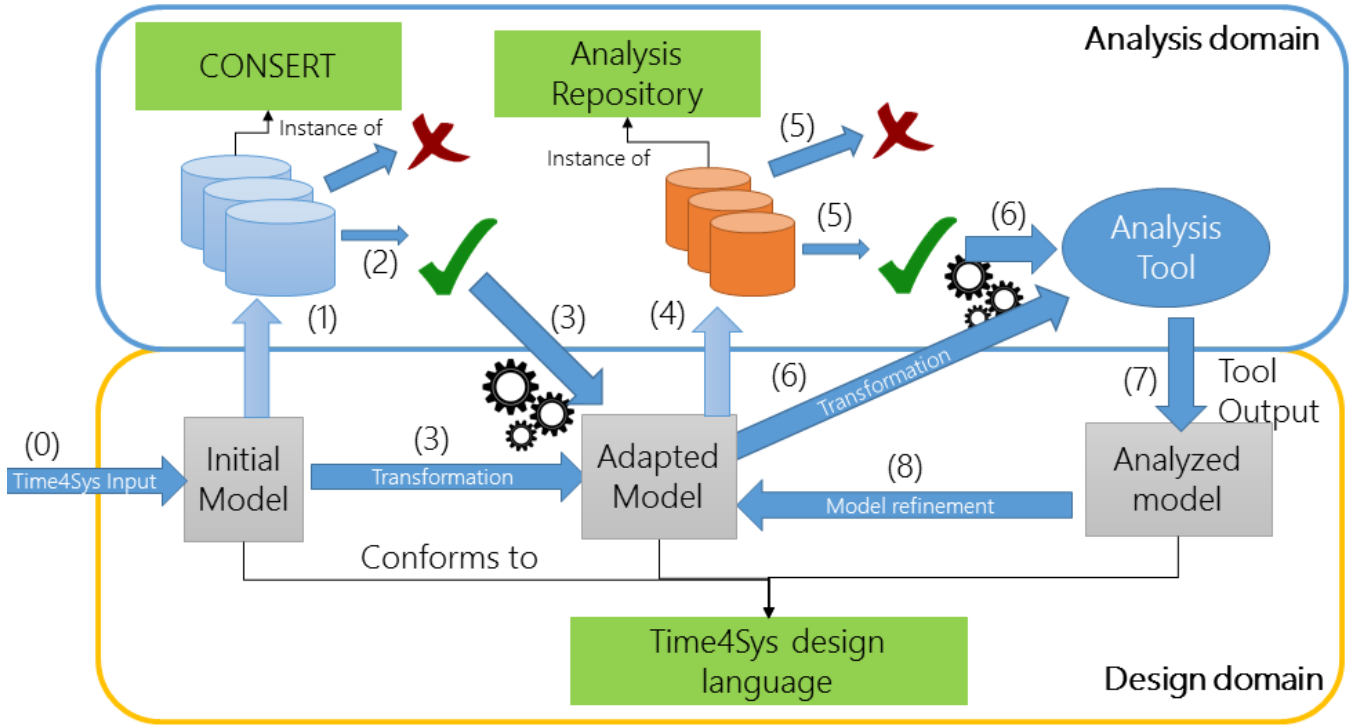 Analysis domain
CONSERT
Analysis
Repository
Instance of
Instance of
(5)
(2)
(5)
(6)
Analysis
Tool
(1)
(3)
(4)
(6)
Transformation
(7)
Tool
Output
(0)
Time4Sys Input
Initial
Model
(3)
Transformation
Adapted
Model
(8)
Model refinement
Analyzed
model
Conforms to
Time4Sys design
language
Design domain